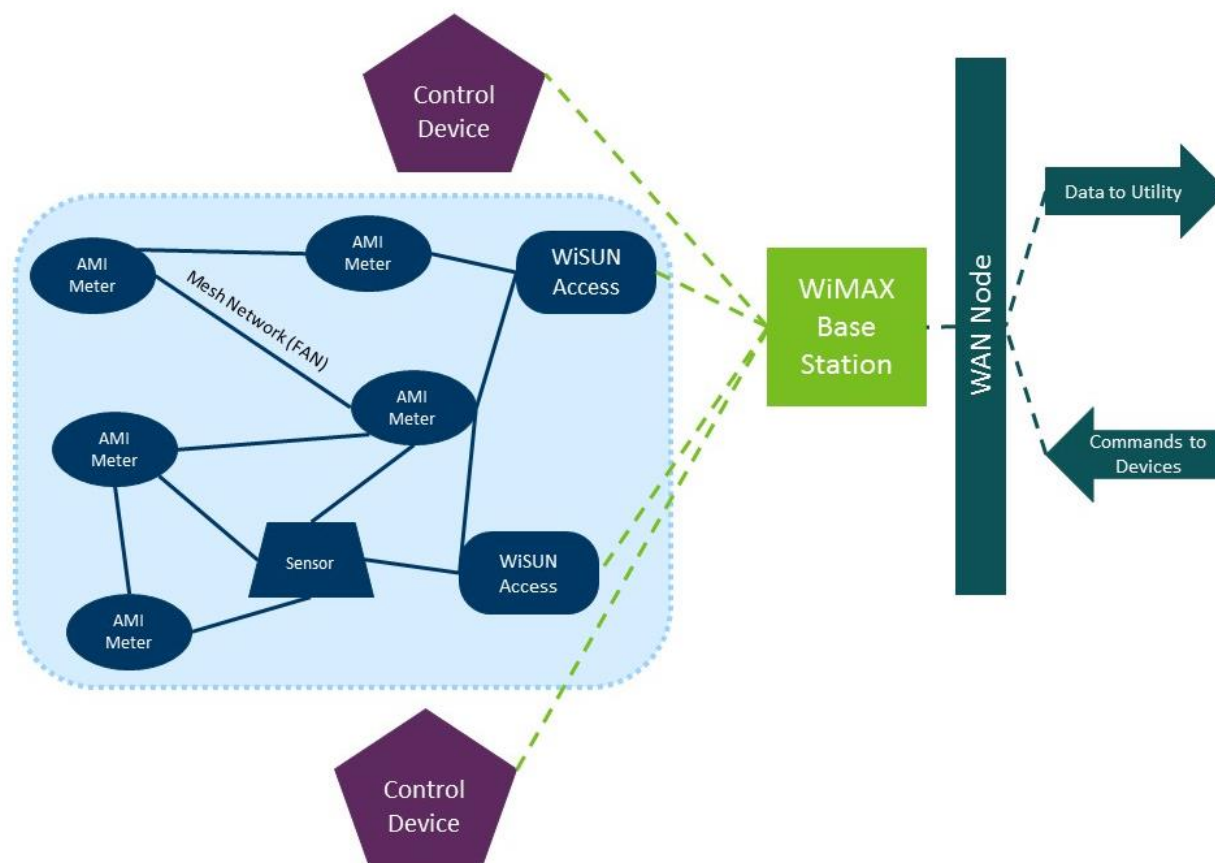 Control
Device
AMI
Meter
AMI
Meter
WiSUN
Access
Mesh Network (FAN)
AMI
Meter
AMI
Meter
Sensor
WiSUN
Access
AMI
Meter
Control
Device
WiMAX
Base
Station
WAN Node
Data to Utility
Commands to
Devices